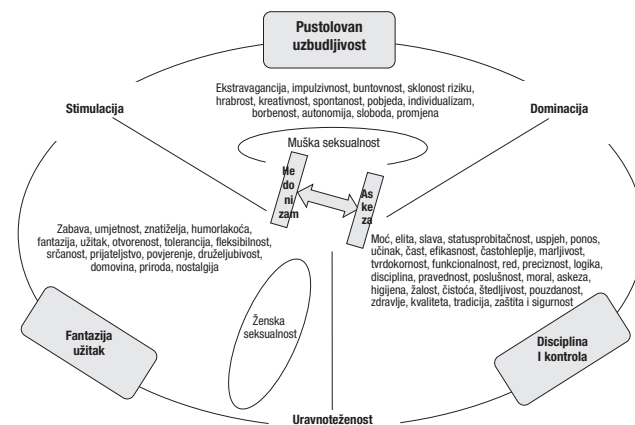 Pustolovan
uzbudljivost
Ekstravagancija, impulzivnost, buntovnost, sklonost riziku,
hrabrost, kreativnost, spontanost, pobjeda, individualizam,
borbenost, autonomija, sloboda, promjena
Stimulacija
Dominacija
Muška seksualnost
He
do
ni
zam
As
ke
za
Zabava, umjetnost, znatiželja, humorlakoća,
fantazija, užitak, otvorenost, tolerancija, fleksibilnost,
srčanost, prijateljstvo, povjerenje, druželjubivost,
domovina, priroda, nostalgija
Moć, elita, slava, statusprobitačnost, uspjeh, ponos,
učinak, čast, efikasnost, častohleplje, marljivost,
tvrdokornost, funkcionalnost, red, preciznost, logika,
disciplina, pravednost, poslušnost, moral, askeza,
higijena, žalost, čistoća, štedljivost, pouzdanost,
zdravlje, kvaliteta, tradicija, zaštita i sigurnost
Ženska
seksualnost
Fantazija
užitak
Disciplina
I kontrola
Uravnoteženost